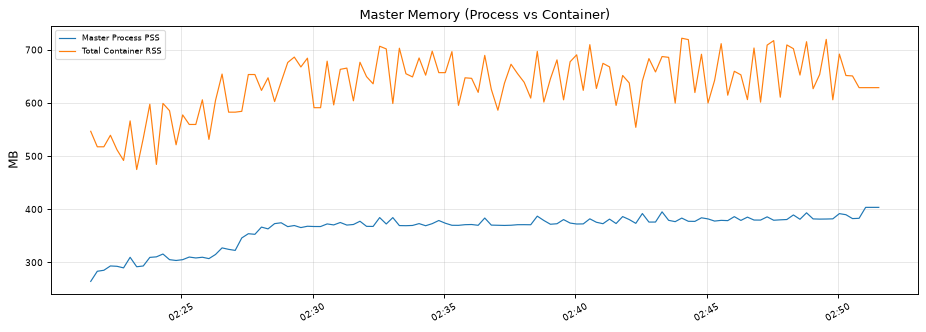 Master Memory (Process vs Container)
Master Process PSS
Total Container RSS
MB
700
600
500
400
300
02:25
02:30
02:35
02:40
02:45
02:50